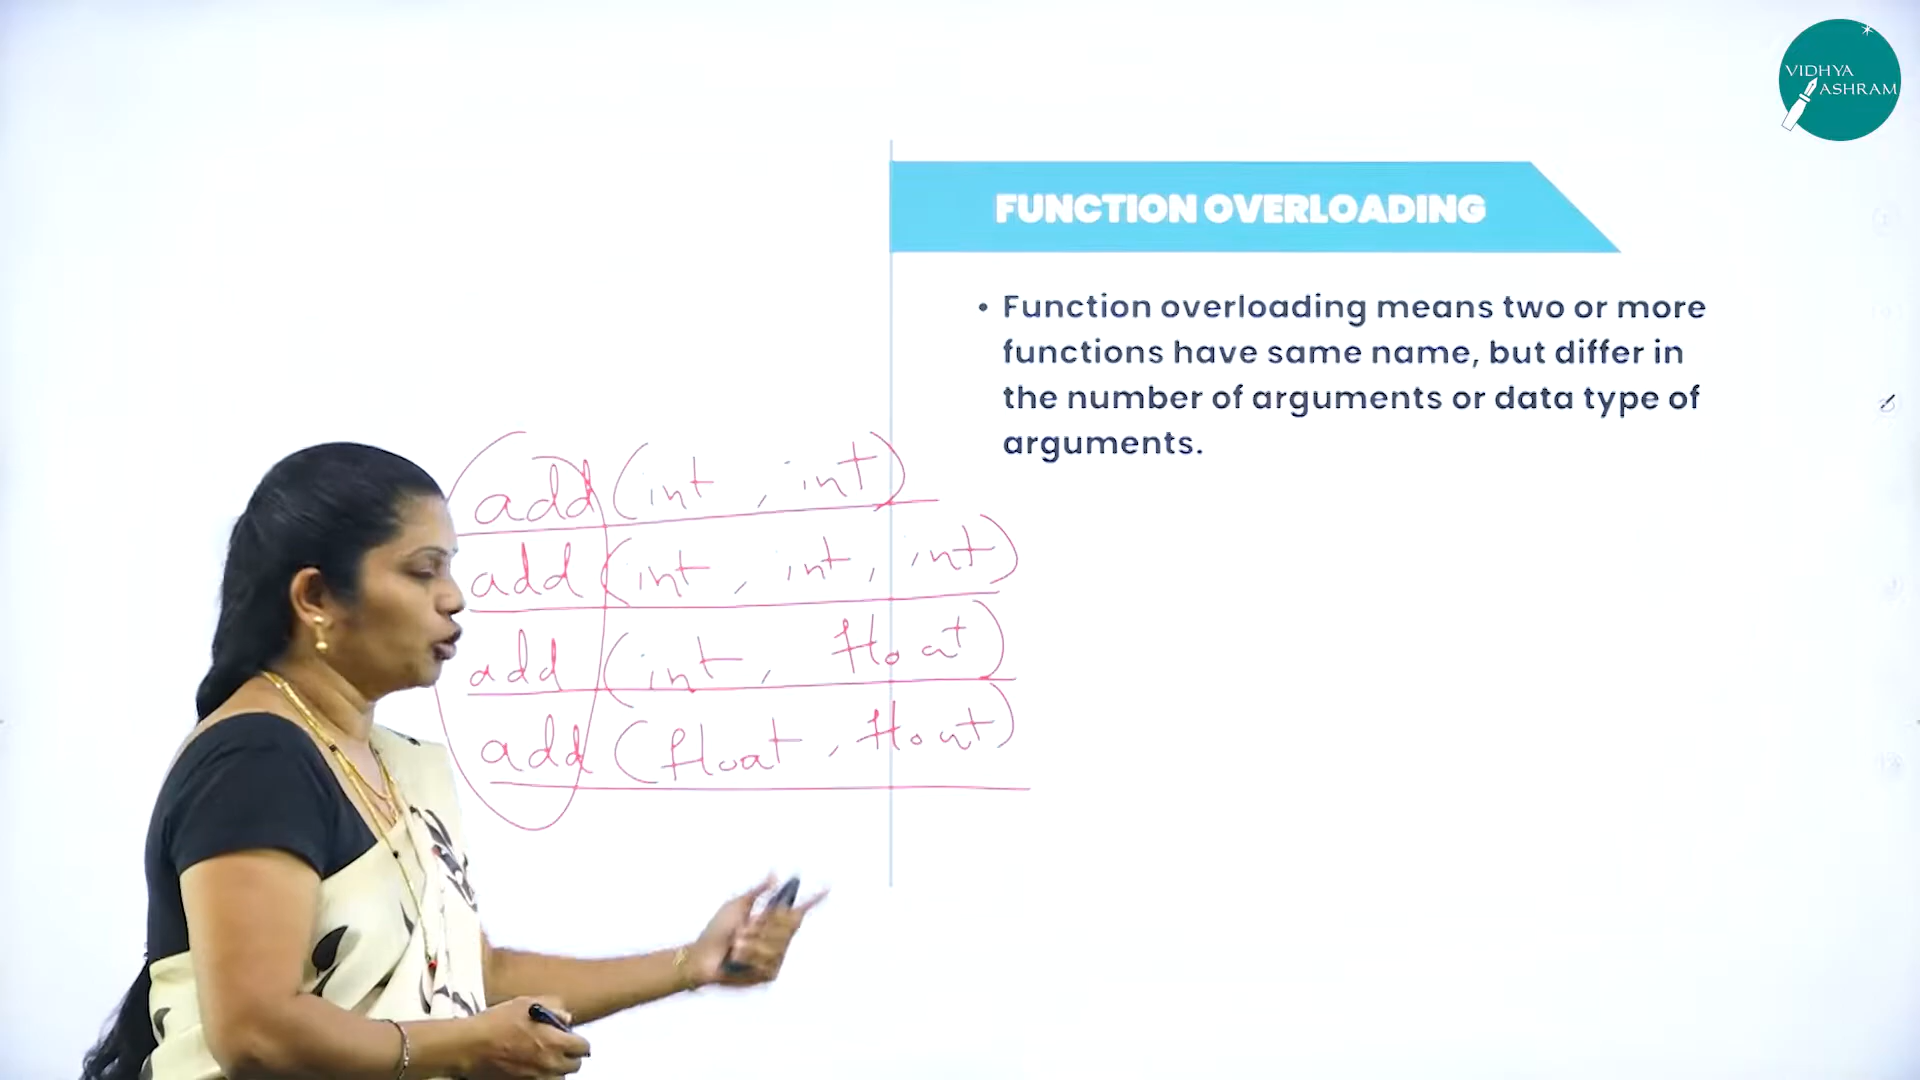 VIDHYA
ASHRAM
FUNCTION OVERLOADING
• Function overloading means two or more
functions have same name, but differ in
the number of arguments or data type of
arguments.
add (int , int)
add (int , int , int)
add (int , float)
add (float , float)